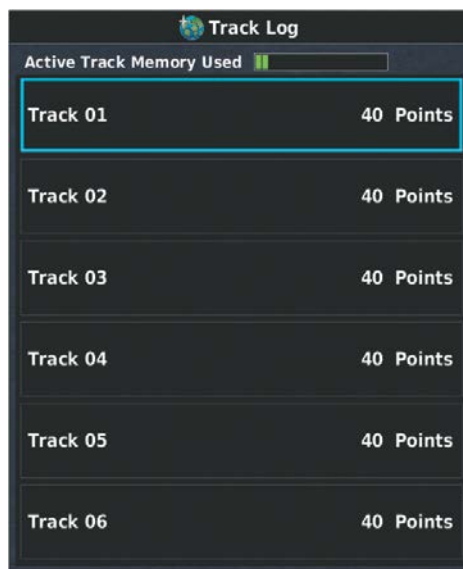 Track Log
Active Track Memory Used
Track 01 40 Points
Track 02 40 Points
Track 03 40 Points
Track 04 40 Points
Track 05 40 Points
Track 06 40 Points